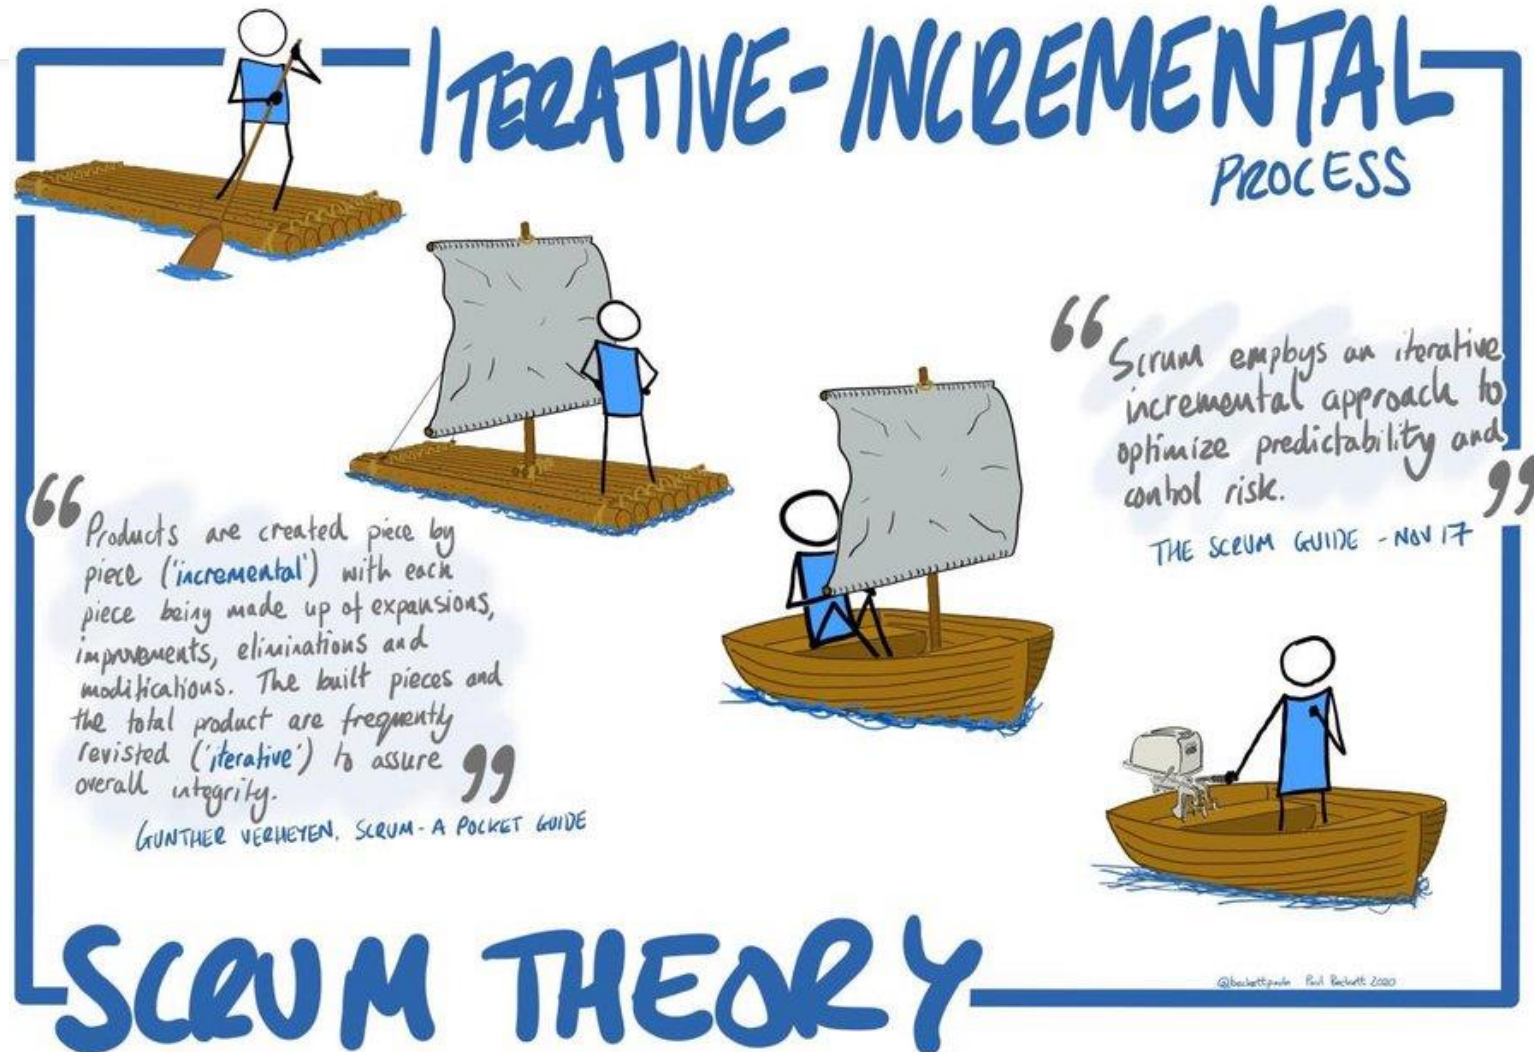 ITERATIVE-INCREMENTAL
PROCESS
“ Scrum employs an iterative
incremental approach to
optimize predictability and
control risk. ”
THE SCRUM GUIDE - NOV 17
“ Products are created piece by
piece ('incremental') with each
piece being made up of expansions,
improvements, eliminations and
modifications. The built pieces and
the total product are frequently
revisted ('iterative') to assure
overall integrity. ”
GUNTHER VERHEYEN. SCRUM - A POCKET GUIDE
SCRUM THEORY
@beckettpaulo Paul Beckett 2020